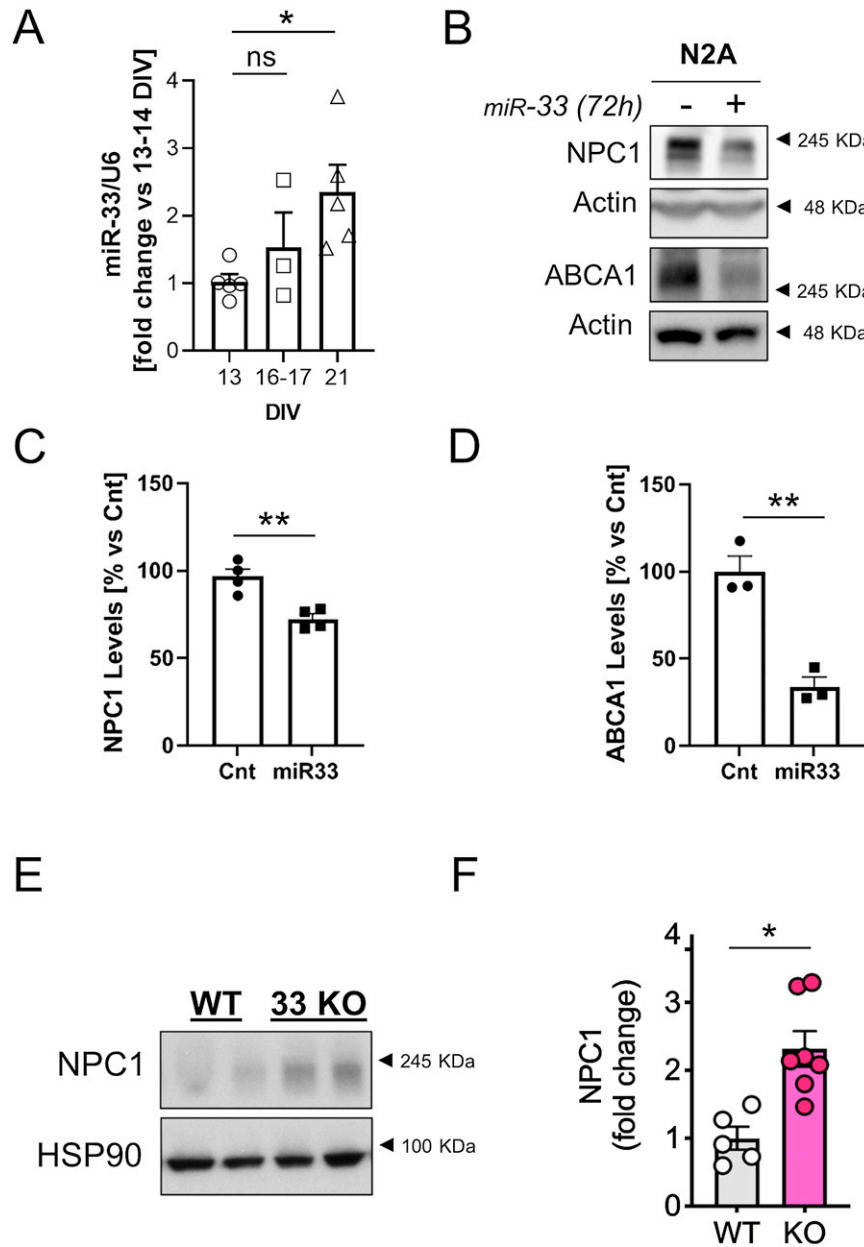 A
miR-33/U6
[fold change vs 13-14 DIV]
4
3
2
1
0
ns
*
13
16-17
21
DIV
B
N2A
miR-33 (72h)
-
+
NPC1
◄ 245 KDa
Actin
◄ 48 KDa
ABCA1
◄ 245 KDa
Actin
◄ 48 KDa
C
NPC1 Levels [% vs Cnt]
150
100
50
0
**
Cnt
miR33
D
ABCA1 Levels [% vs Cnt]
150
100
50
0
**
Cnt
miR33
E
WT
33 KO
NPC1
◄ 245 KDa
HSP90
◄ 100 KDa
F
NPC1
(fold change)
4
3
2
1
0
*
WT
KO